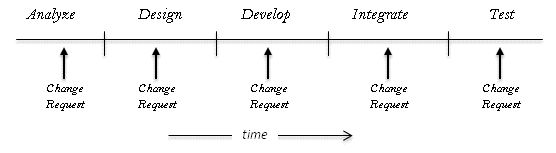 Analyze Design Develop Integrate Test
Change Change Change Change Change
Request Request Request Request Request
time